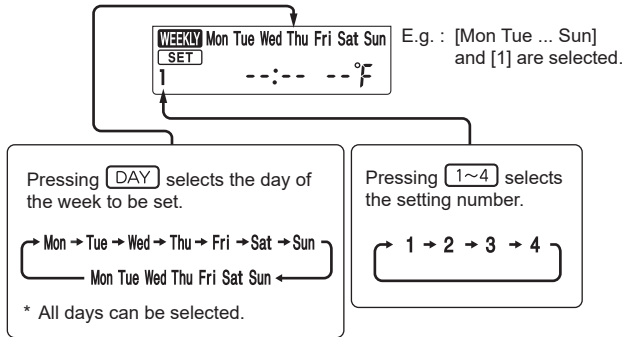 WEEKLY Mon Tue Wed Thu Fri Sat Sun
SET
1 --:-- --°F
E.g. : [Mon Tue ... Sun]
and [1] are selected.
Pressing DAY selects the day of
the week to be set.
Mon → Tue → Wed → Thu → Fri → Sat → Sun
Mon Tue Wed Thu Fri Sat Sun
* All days can be selected.
Pressing 1~4 selects
the setting number.
1 → 2 → 3 → 4